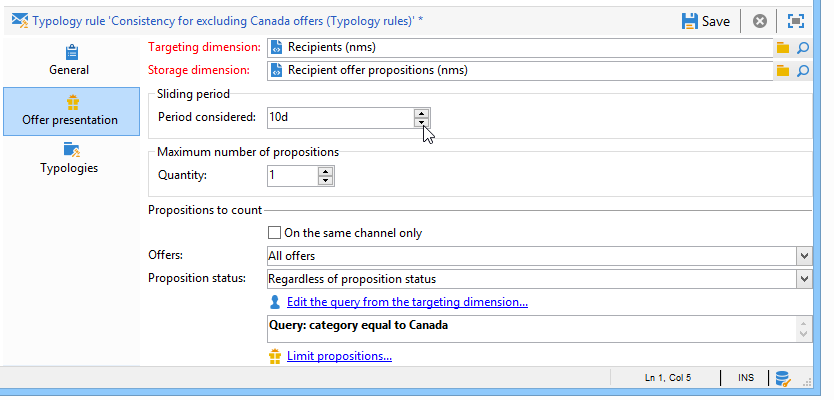 Typology rule 'Consistency for excluding Canada offers (Typology rules)' *
Save
General
Offer presentation
Typologies
Targeting dimension: Recipients (nms)
Storage dimension: Recipient offer propositions (nms)
Sliding period
Period considered: 10d
Maximum number of propositions
Quantity: 1
Propositions to count
On the same channel only
Offers: All offers
Proposition status: Regardless of proposition status
Edit the query from the targeting dimension...
Query: category equal to Canada
Limit propositions...
Ln 1, Col 5 INS